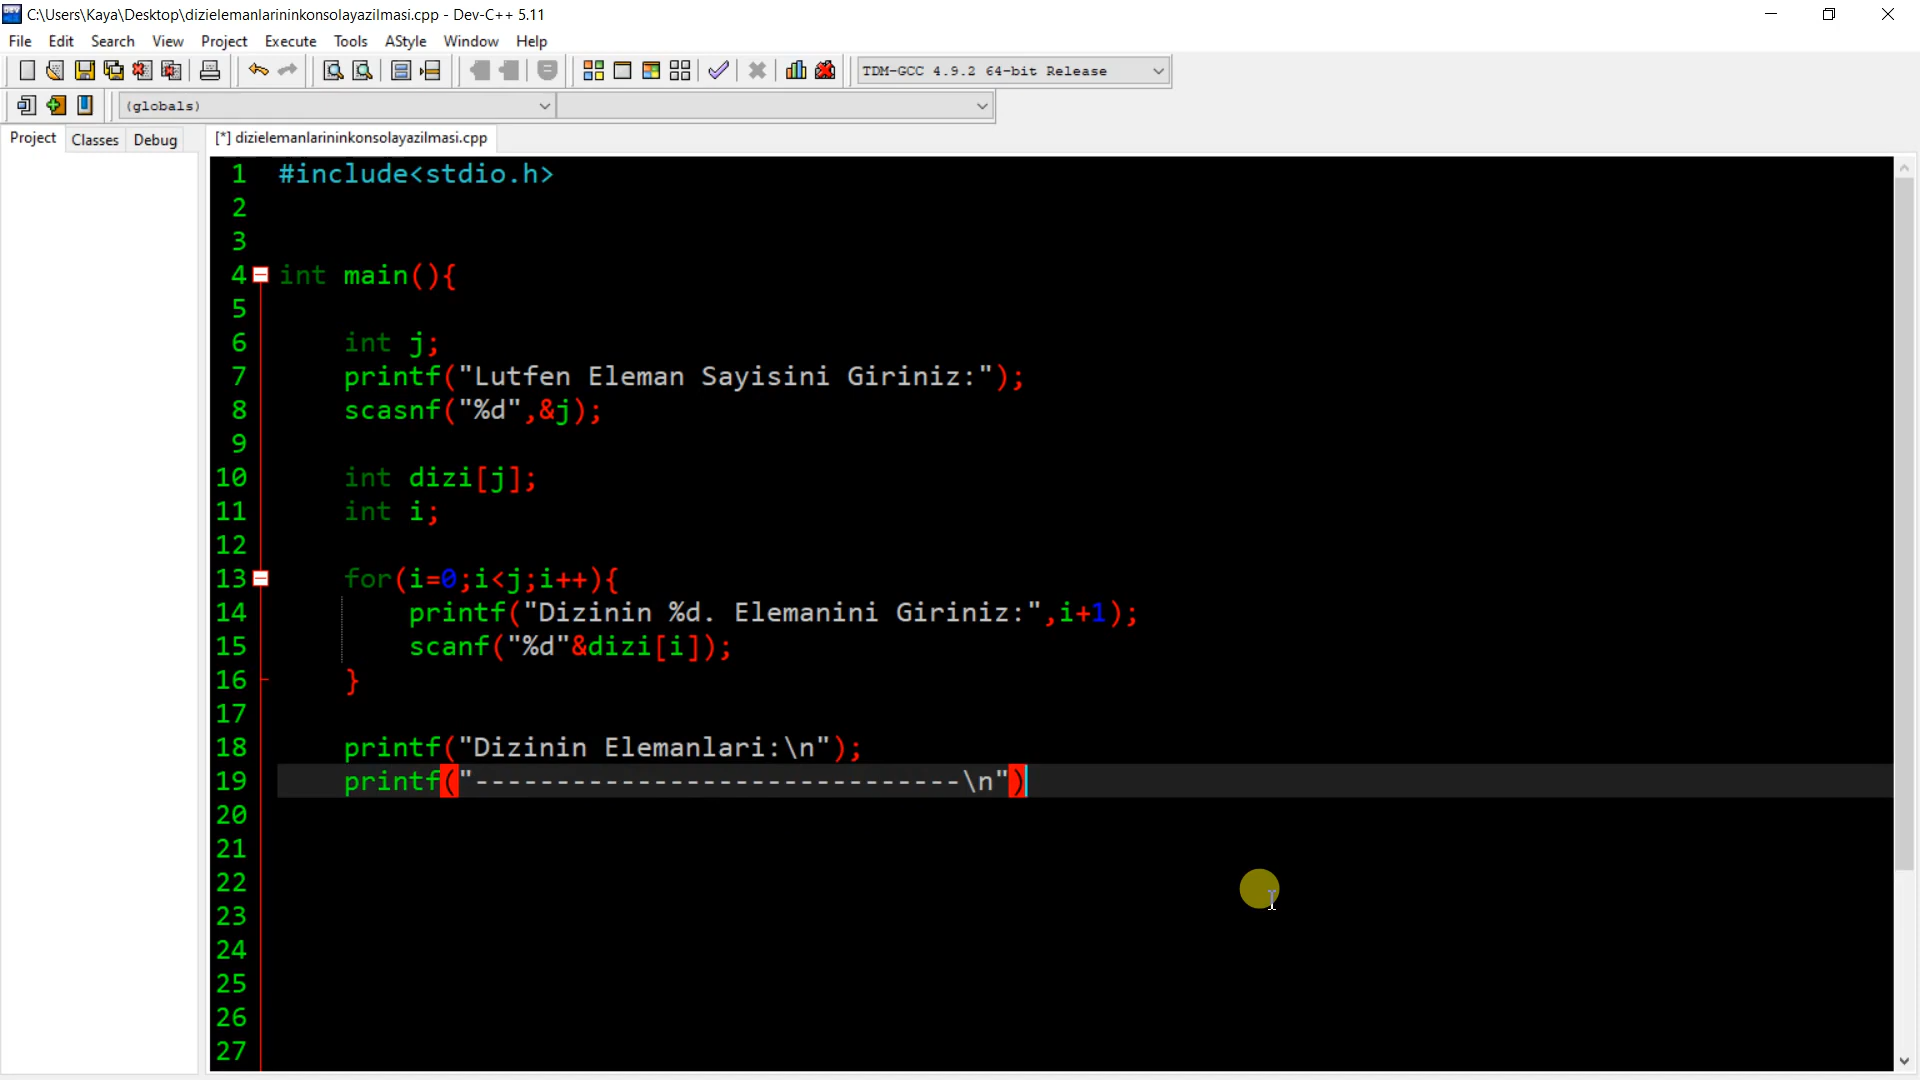 C:\Users\Kaya\Desktop\dizielemanlarininkonsolayazilmasi.cpp - Dev-C++ 5.11
File Edit Search View Project Execute Tools AStyle Window Help
TDM-GCC 4.9.2 64-bit Release
(globals)
Project Classes Debug
[*] dizielemanlarininkonsolayazilmasi.cpp
1 #include<stdio.h>
2
3
4 int main(){
5
6 int j;
7 printf("Lutfen Eleman Sayisini Giriniz:");
8 scasnf("%d",&j);
9
10 int dizi[j];
11 int i;
12
13 for(i=0;i<j;i++){
14 printf("Dizinin %d. Elemanini Giriniz:",i+1);
15 scanf("%d"&dizi[i]);
16 }
17
18 printf("Dizinin Elemanlari:\n");
19 printf("------------------------------\n")
20
21
22
23
24
25
26
27